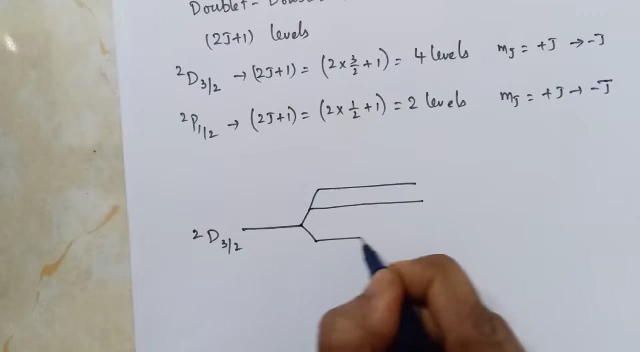 Doublet -
(2J+1) levels
²D₃/₂ → (2J+1) = (2 × 3/2 + 1) = 4 levels mJ = +J → -J
²P₁/₂ → (2J+1) = (2 × 1/2 + 1) = 2 levels mJ = +J → -J
²D₃/₂